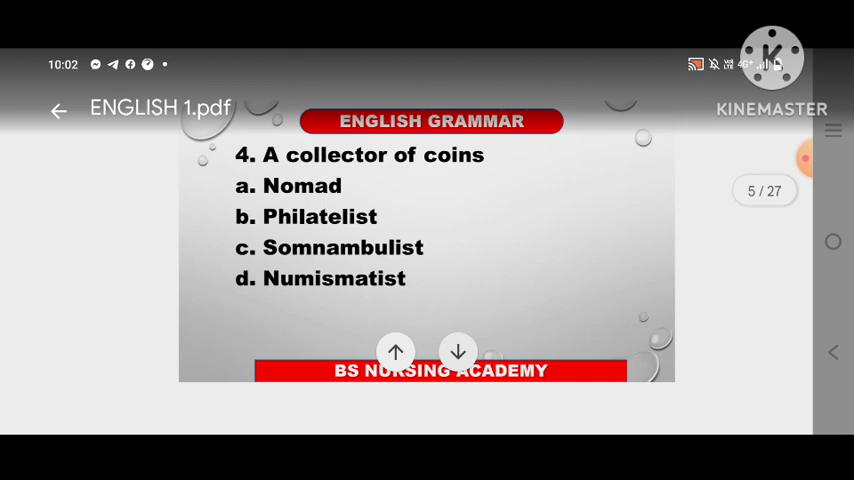 10:02
4G+
KINEMASTER
ENGLISH 1.pdf
ENGLISH GRAMMAR
4. A collector of coins
a. Nomad
b. Philatelist
c. Somnambulist
d. Numismatist
5 / 27
BS NURSING ACADEMY